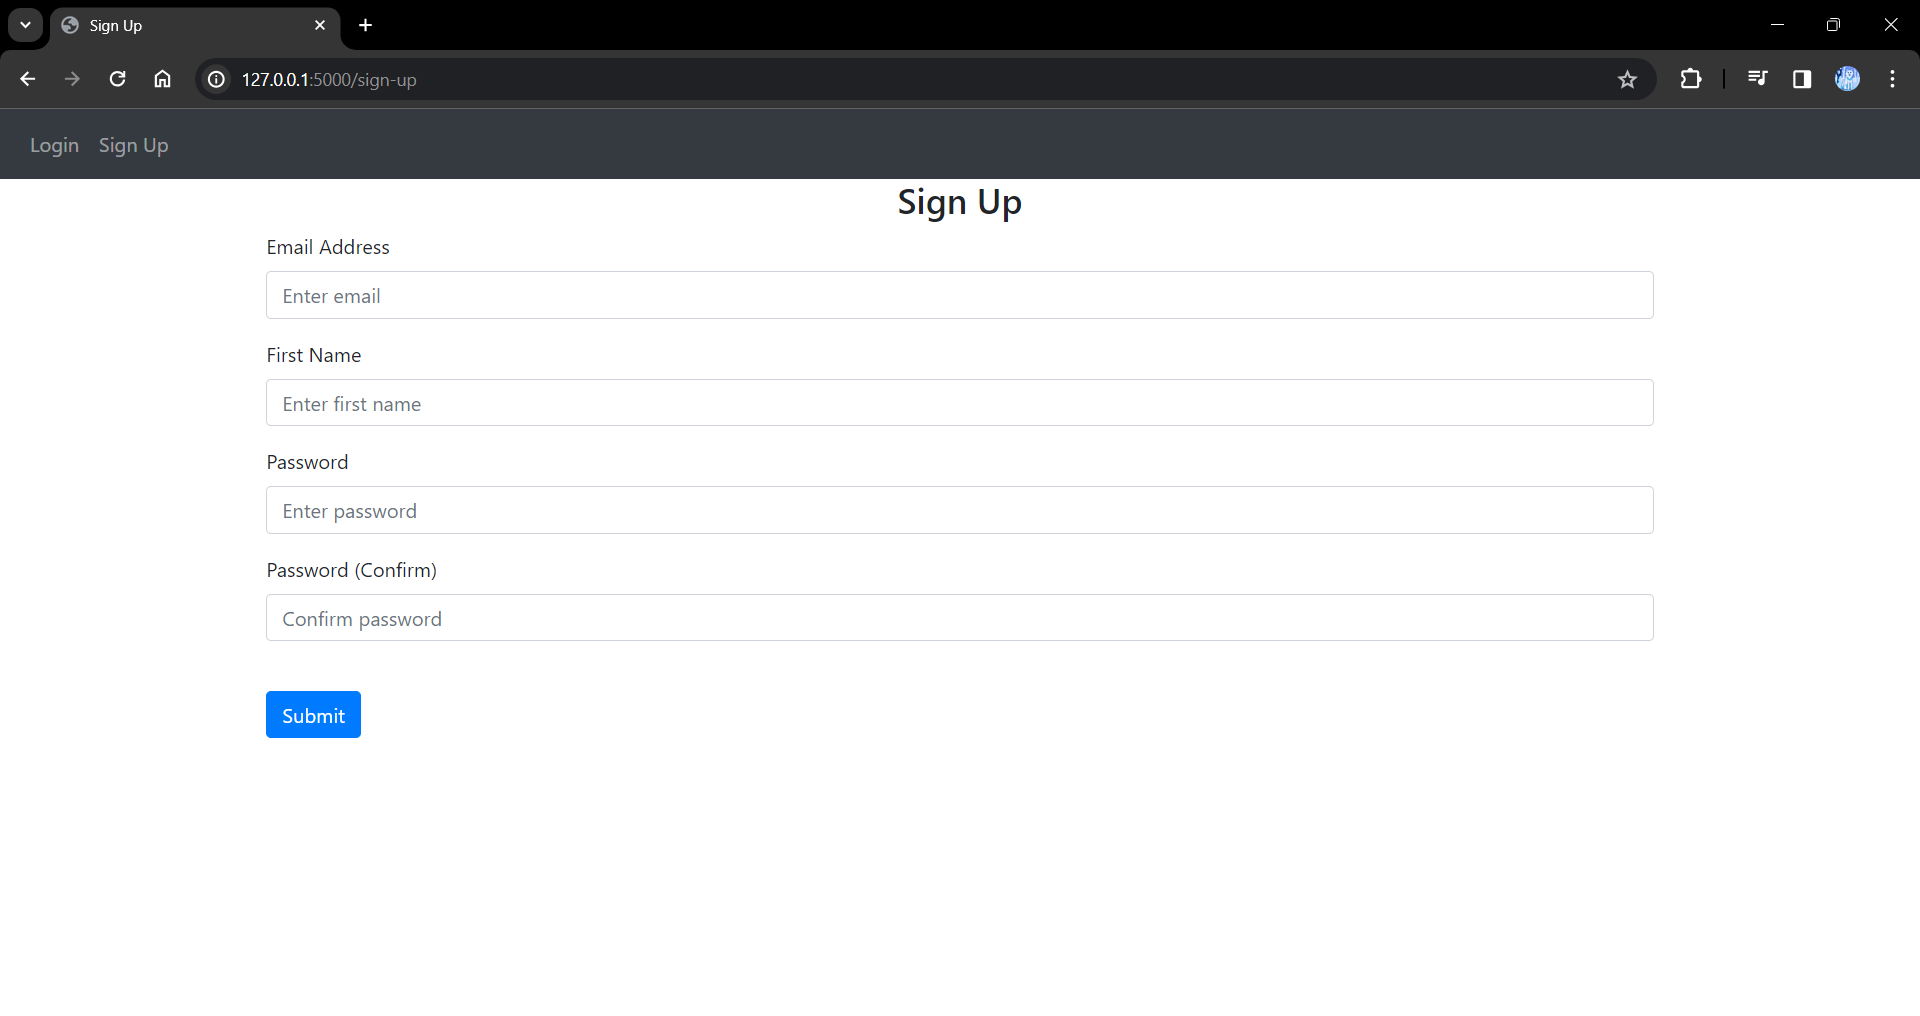 Sign Up
127.0.0.1:5000/sign-up
Login Sign Up
Sign Up
Email Address
Enter email
First Name
Enter first name
Password
Enter password
Password (Confirm)
Confirm password
Submit